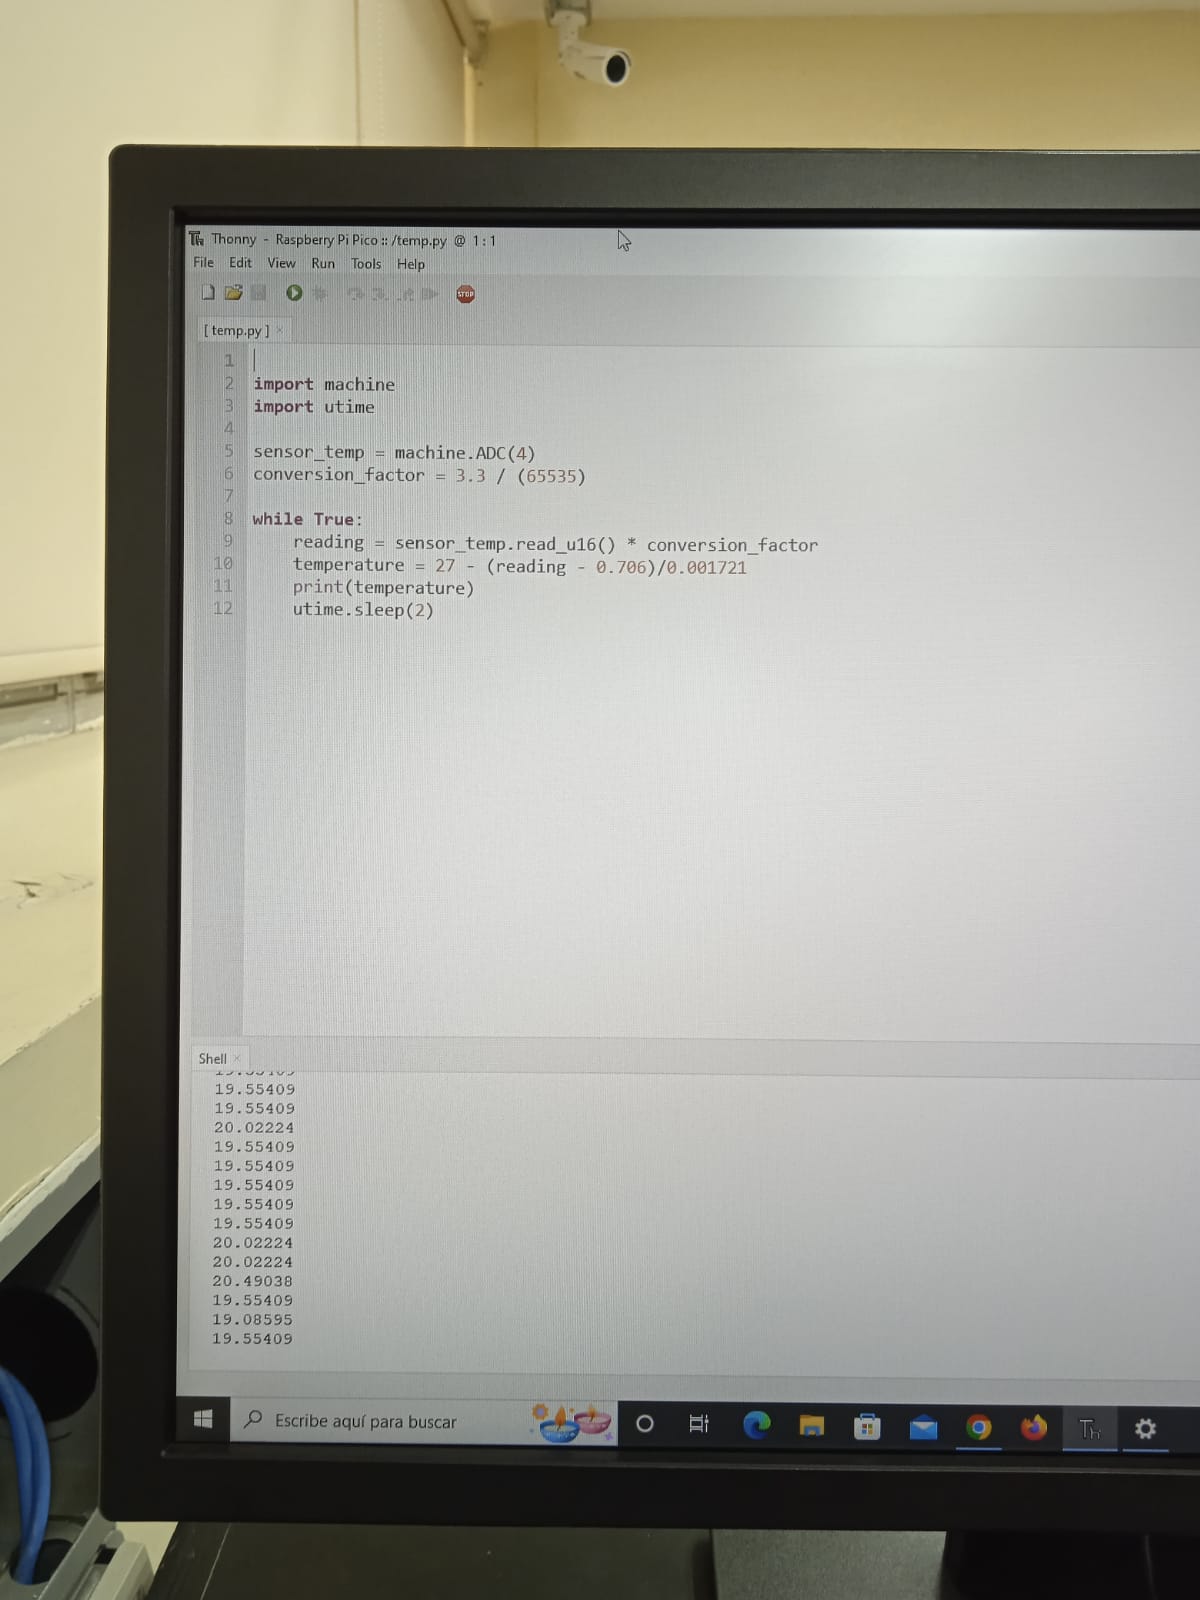 Thonny - Raspberry Pi Pico :: /temp.py @ 1:1
File Edit View Run Tools Help
STOP
[ temp.py ] ×
1
2 import machine
3 import utime
4
5 sensor_temp = machine.ADC(4)
6 conversion_factor = 3.3 / (65535)
7
8 while True:
9     reading = sensor_temp.read_u16() * conversion_factor
10     temperature = 27 - (reading - 0.706)/0.001721
11     print(temperature)
12     utime.sleep(2)
Shell ×
19.55409
19.55409
20.02224
19.55409
19.55409
19.55409
19.55409
19.55409
20.02224
20.02224
20.49038
19.55409
19.08595
19.55409
Escribe aquí para buscar
Th